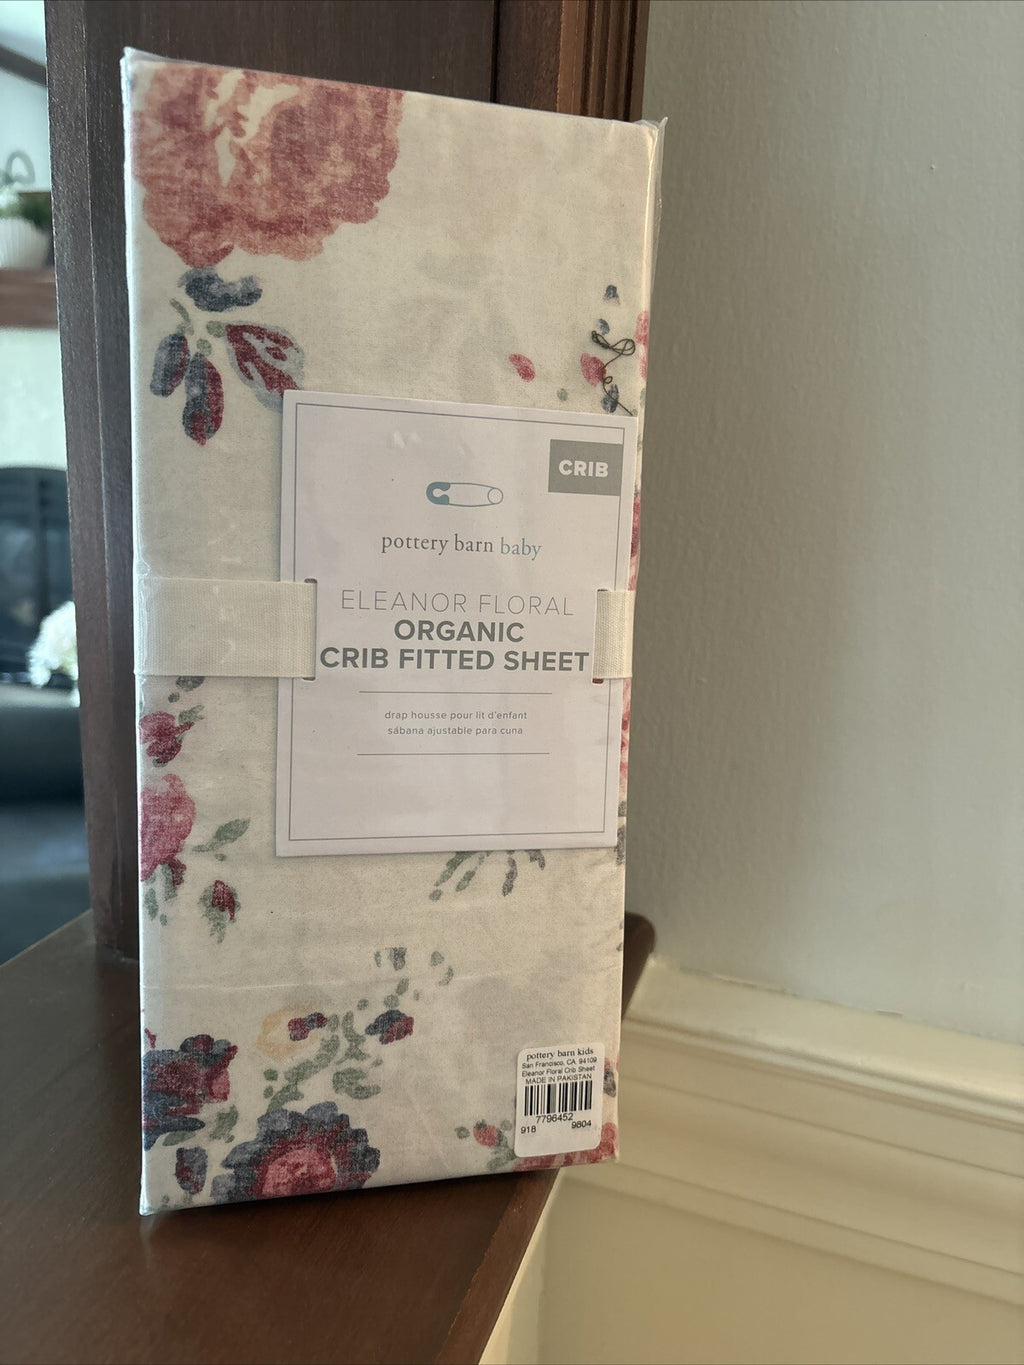 CRIB
pottery barn baby
ELEANOR FLORAL
ORGANIC
CRIB FITTED SHEET
drap housse pour lit d'enfant
sábana ajustable para cuna
pottery barn kids
San Francisco, CA 94109
Eleanor Floral Crib Sheet
MADE IN PAKISTAN
7796452
918 9804